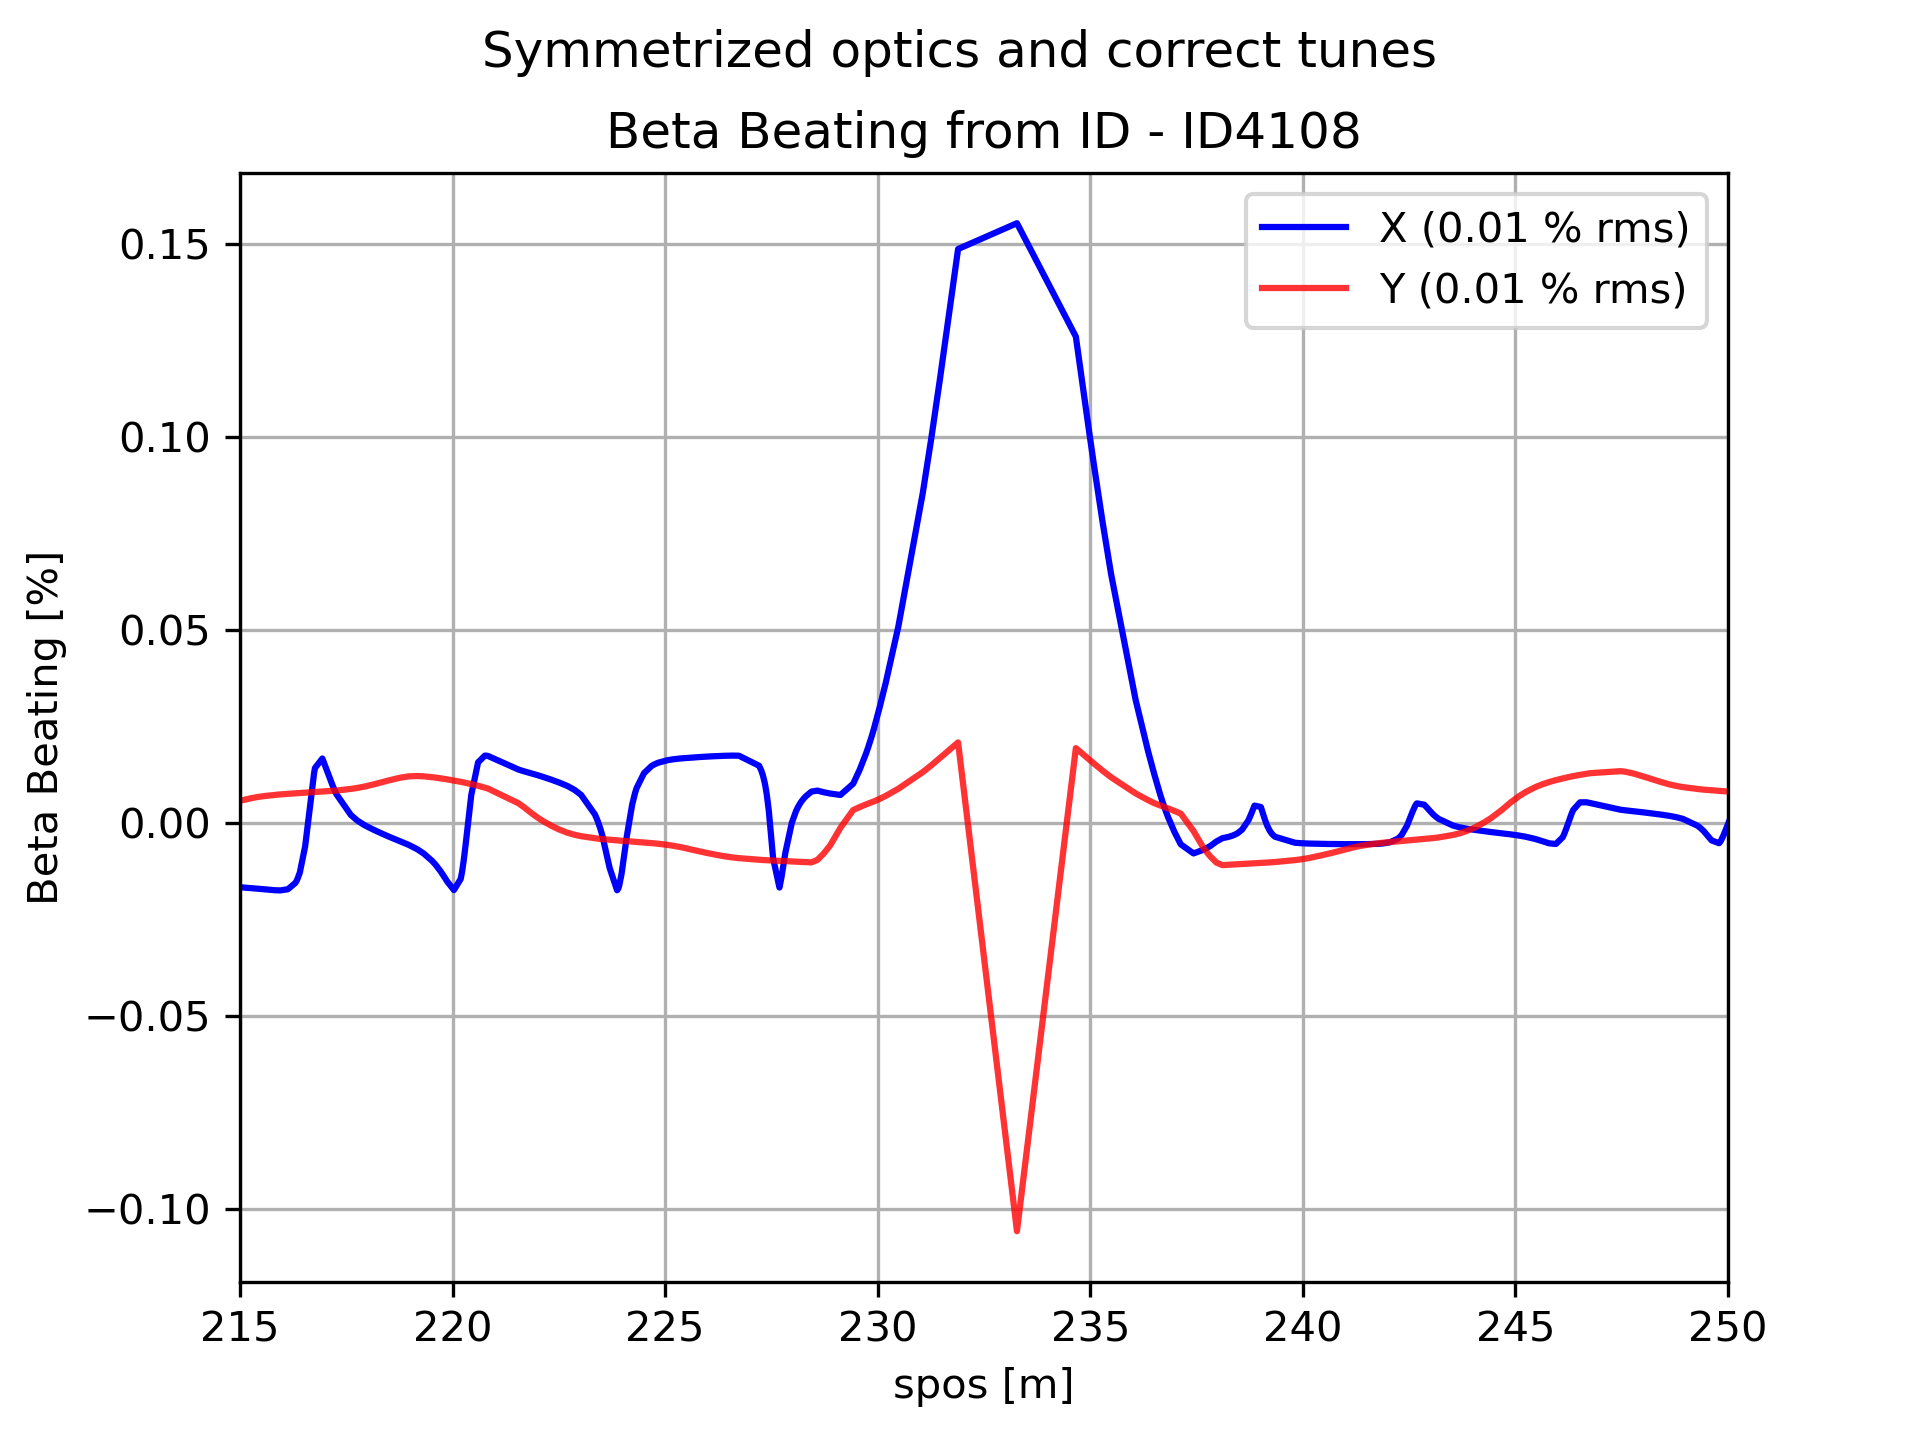 Symmetrized optics and correct tunes
Beta Beating from ID - ID4108
X (0.01 % rms)
Y (0.01 % rms)
Beta Beating [%]
0.15
0.10
0.05
0.00
−0.05
−0.10
215 220 225 230 235 240 245 250
spos [m]